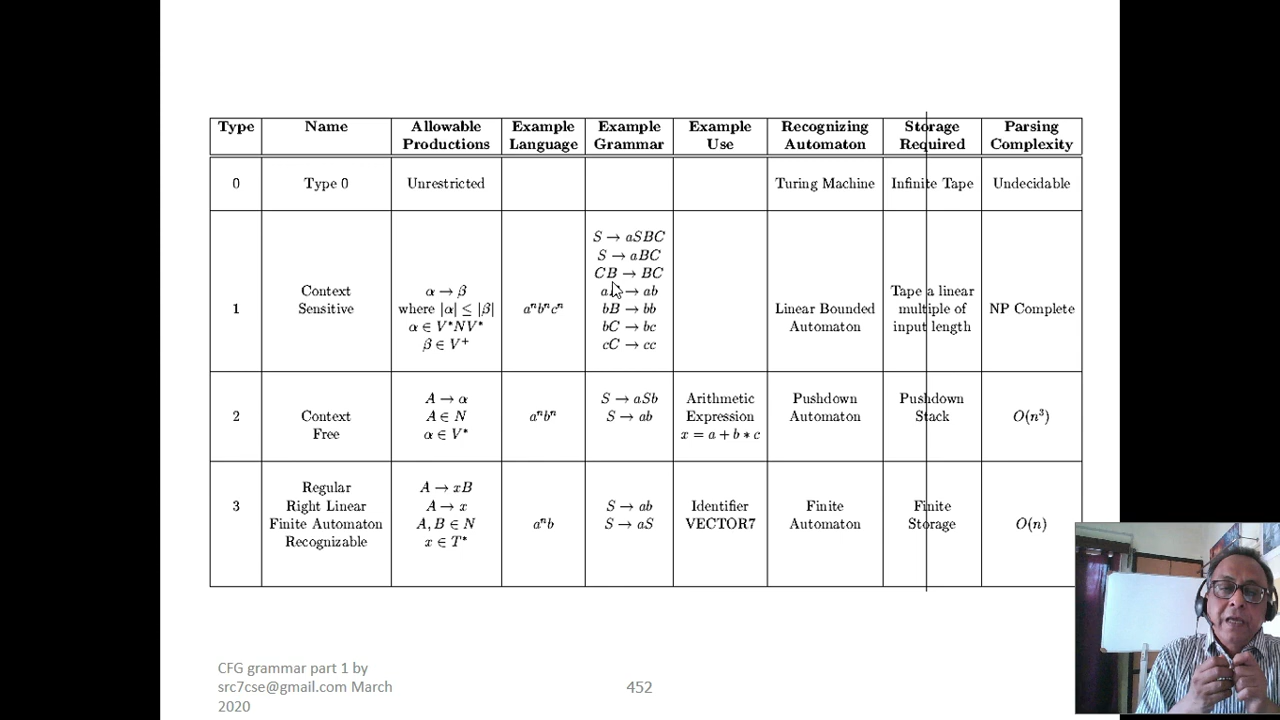 Type Name Allowable Productions Example Language Example Grammar Example Use Recognizing Automaton Storage Required Parsing Complexity
0 Type 0 Unrestricted Turing Machine Infinite Tape Undecidable
1
Context
Sensitive
α → β
where |α| ≤ |β|
α ∈ V*NV*
β ∈ V⁺
aⁿbⁿcⁿ
S → aSBC
S → aBC
CB → BC
→ ab
bB → bb
bC → bc
cC → cc
Linear Bounded
Automaton
Tape a linear
multiple of
input length
NP Complete
2
Context
Free
A → α
A ∈ N
α ∈ V*
aⁿbⁿ
S → aSb
S → ab
Arithmetic
Expression
x = a + b * c
Pushdown
Automaton
Pushdown
Stack
O(n³)
3
Regular
Right Linear
Finite Automaton
Recognizable
A → xB
A → x
A, B ∈ N
x ∈ T*
aⁿb
S → ab
S → aS
Identifier
VECTOR7
Finite
Automaton
Finite
Storage
O(n)
CFG grammar part 1 by
src7cse@gmail.com March
2020
452